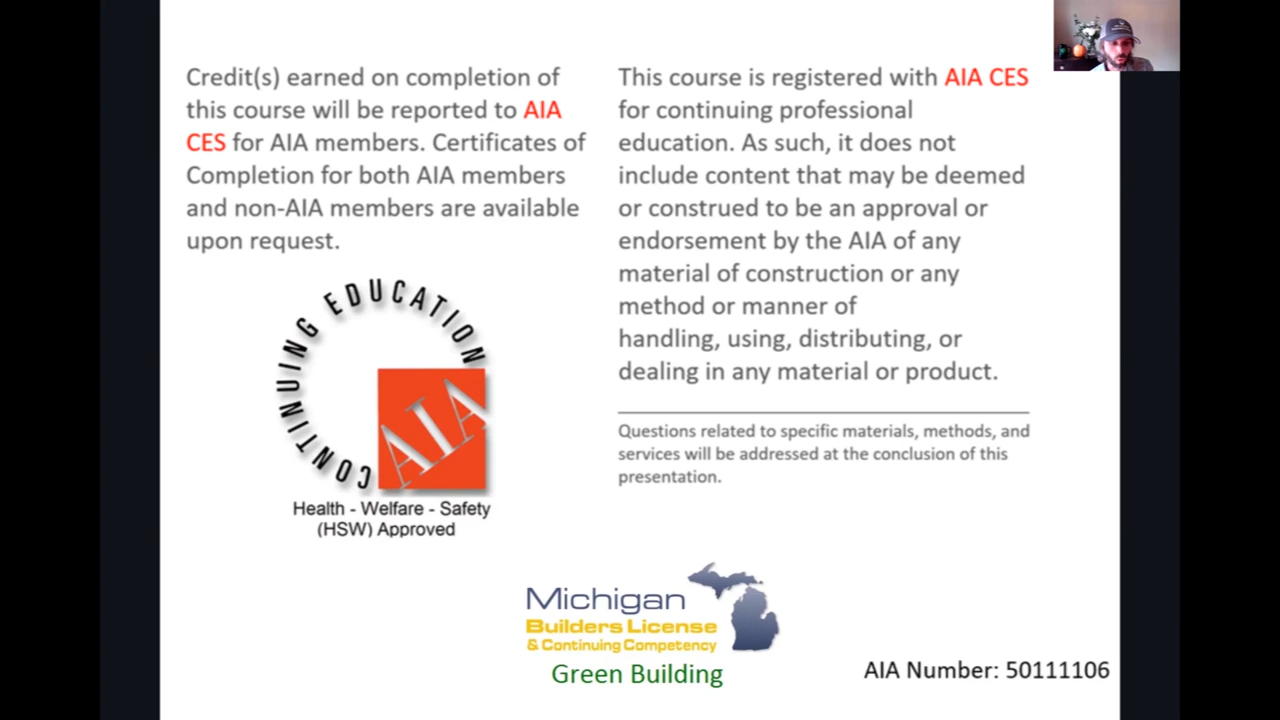 Credit(s) earned on completion of
this course will be reported to AIA
CES for AIA members. Certificates of
Completion for both AIA members
and non-AIA members are available
upon request.
CONTINUING EDUCATION
AIA
Health - Welfare - Safety
(HSW) Approved
This course is registered with AIA CES
for continuing professional
education. As such, it does not
include content that may be deemed
or construed to be an approval or
endorsement by the AIA of any
material of construction or any
method or manner of
handling, using, distributing, or
dealing in any material or product.
Questions related to specific materials, methods, and
services will be addressed at the conclusion of this
presentation.
Michigan
Builders License
& Continuing Competency
Green Building
AIA Number: 50111106